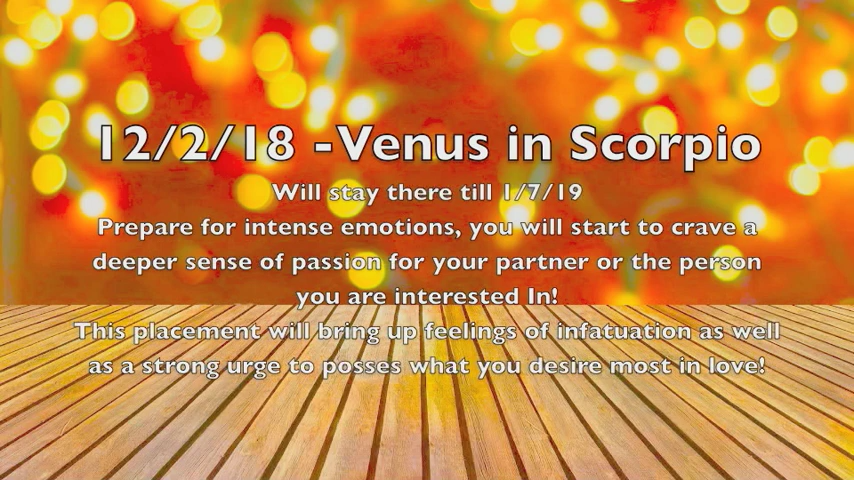 12/2/18 - Venus in Scorpio
Will stay there till 1/7/19
Prepare for intense emotions, you will start to crave a
deeper sense of passion for your partner or the person
you are interested In!
This placement will bring up feelings of infatuation as well
as a strong urge to posses what you desire most in love!